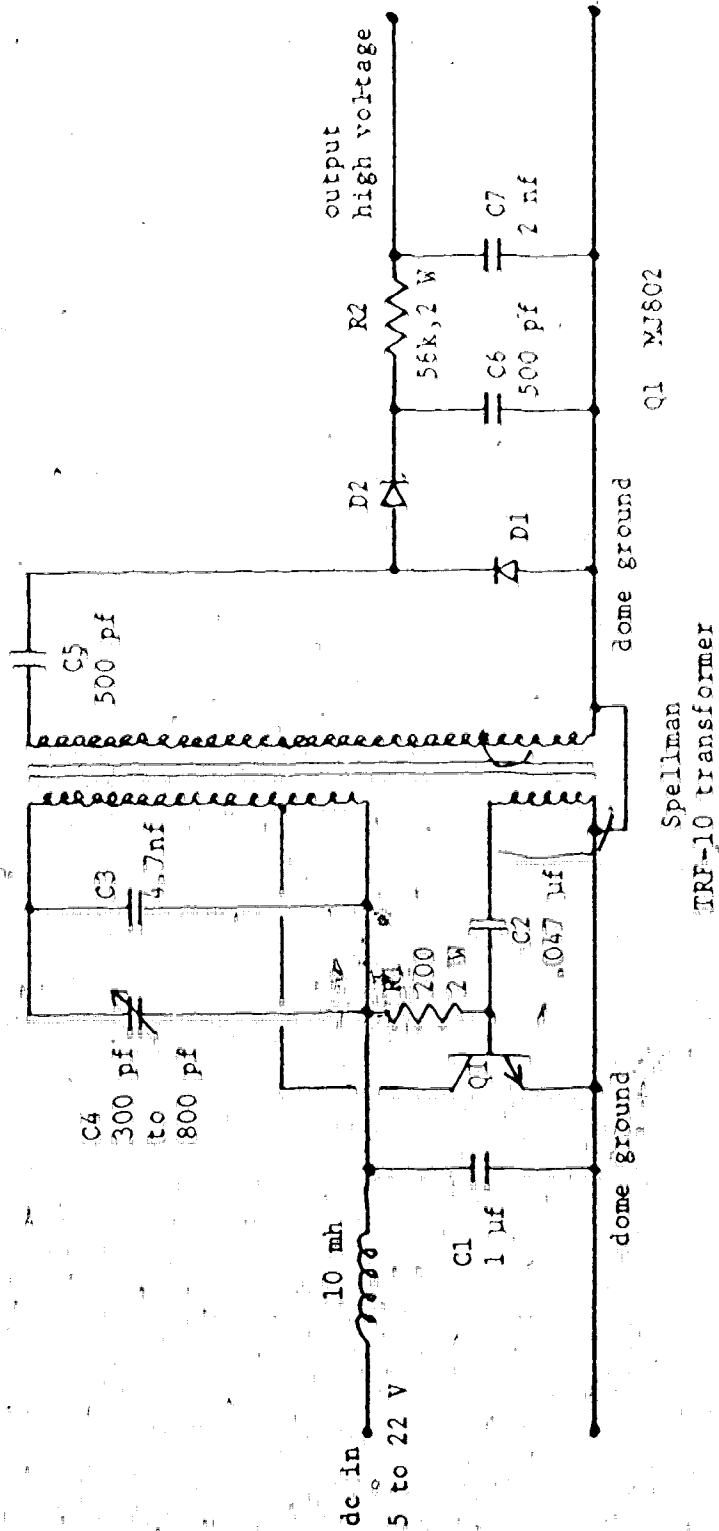 dc in
5 to 22 V
10 mh
C1
1 µf
C4
300 pf
to
800 pf
C3
4.7nf
R1
200
2 W
Q1
C2
.047 µf
dome ground
Spellman
TRF-10 transformer
C5
500 pf
dome ground
D1
D2
R2
56k,2 W
C6
500 pf
C7
2 nf
output
high voltage
Q1 MJ802